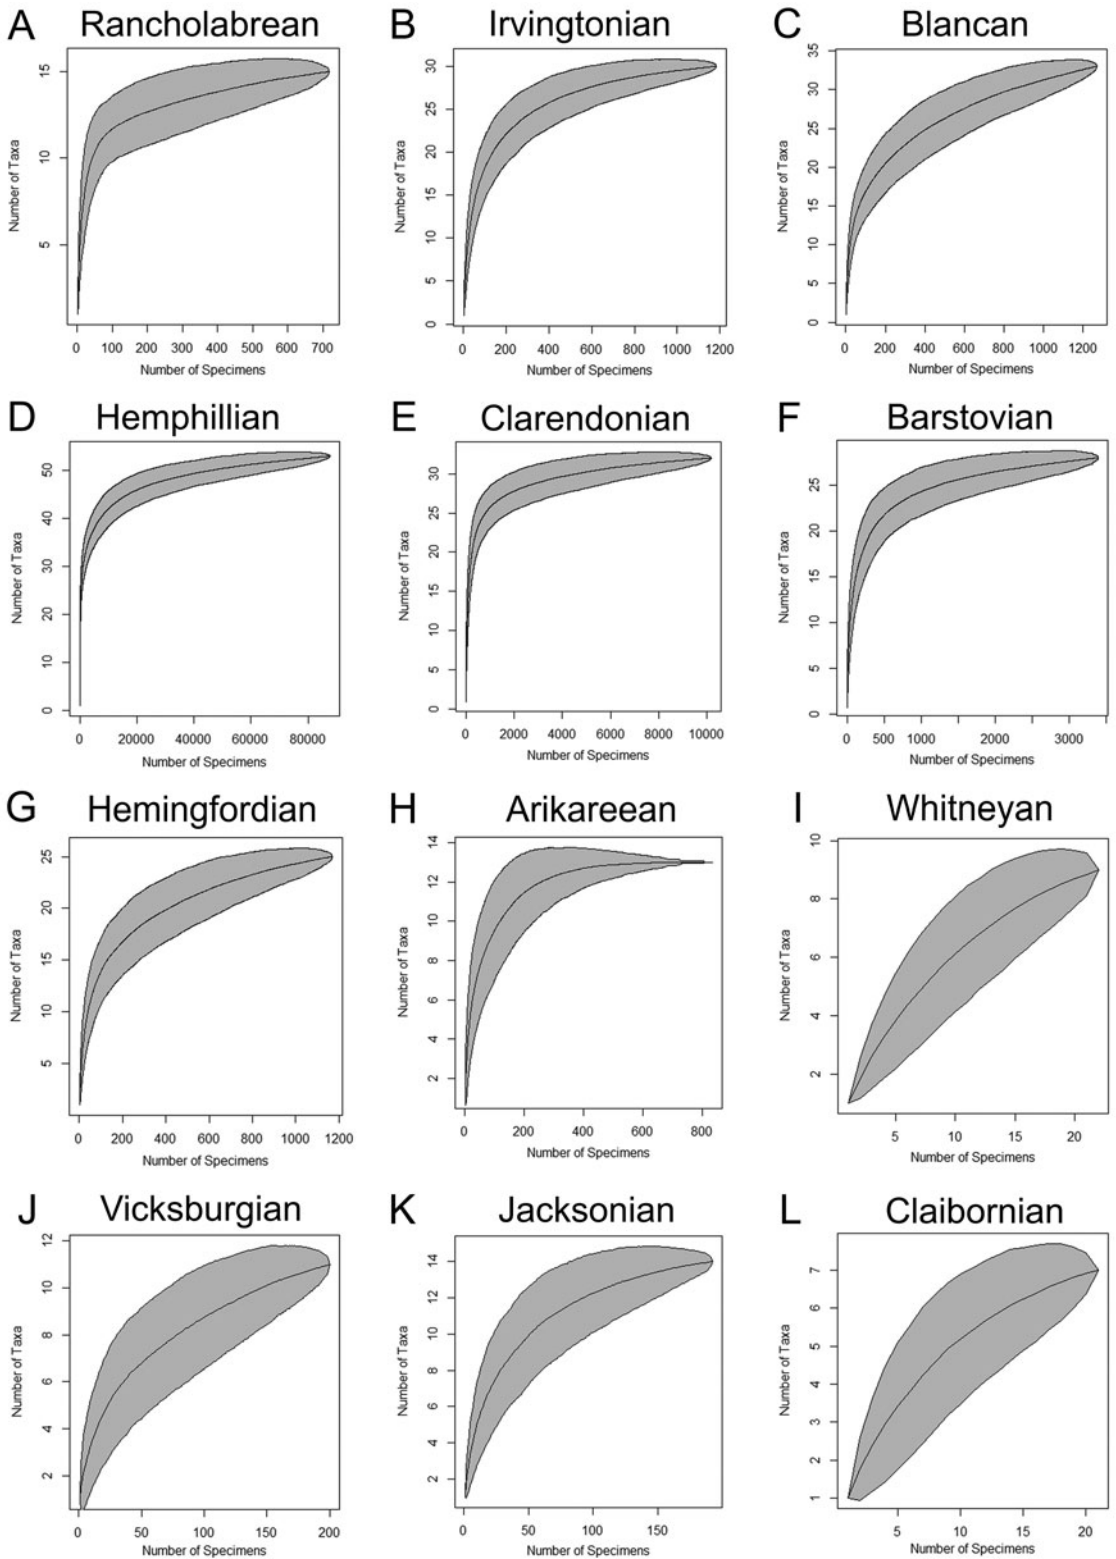 A Rancholabrean
Number of Taxa
15
10
5
0 100 200 300 400 500 600 700
Number of Specimens
B Irvingtonian
Number of Taxa
30
25
20
15
10
5
0
0 200 400 600 800 1000 1200
Number of Specimens
C Blancan
Number of Taxa
35
30
25
20
15
10
5
0
0 200 400 600 800 1000 1200
Number of Specimens
D Hemphillian
Number of Taxa
50
40
30
20
10
0
0 20000 40000 60000 80000
Number of Specimens
E Clarendonian
Number of Taxa
30
25
20
15
10
5
0
0 2000 4000 6000 8000 10000
Number of Specimens
F Barstovian
Number of Taxa
25
20
15
10
5
0
0 500 1000 2000 3000
Number of Specimens
G Hemingfordian
Number of Taxa
25
20
15
10
5
0 200 400 600 800 1000 1200
Number of Specimens
H Arikareean
Number of Taxa
14
12
10
8
6
4
2
0 200 400 600 800
Number of Specimens
I Whitneyan
Number of Taxa
10
8
6
4
2
5 10 15 20
Number of Specimens
J Vicksburgian
Number of Taxa
12
10
8
6
4
2
0 50 100 150 200
Number of Specimens
K Jacksonian
Number of Taxa
14
12
10
8
6
4
2
0 50 100 150
Number of Specimens
L Claibornian
Number of Taxa
7
6
5
4
3
2
1
5 10 15 20
Number of Specimens